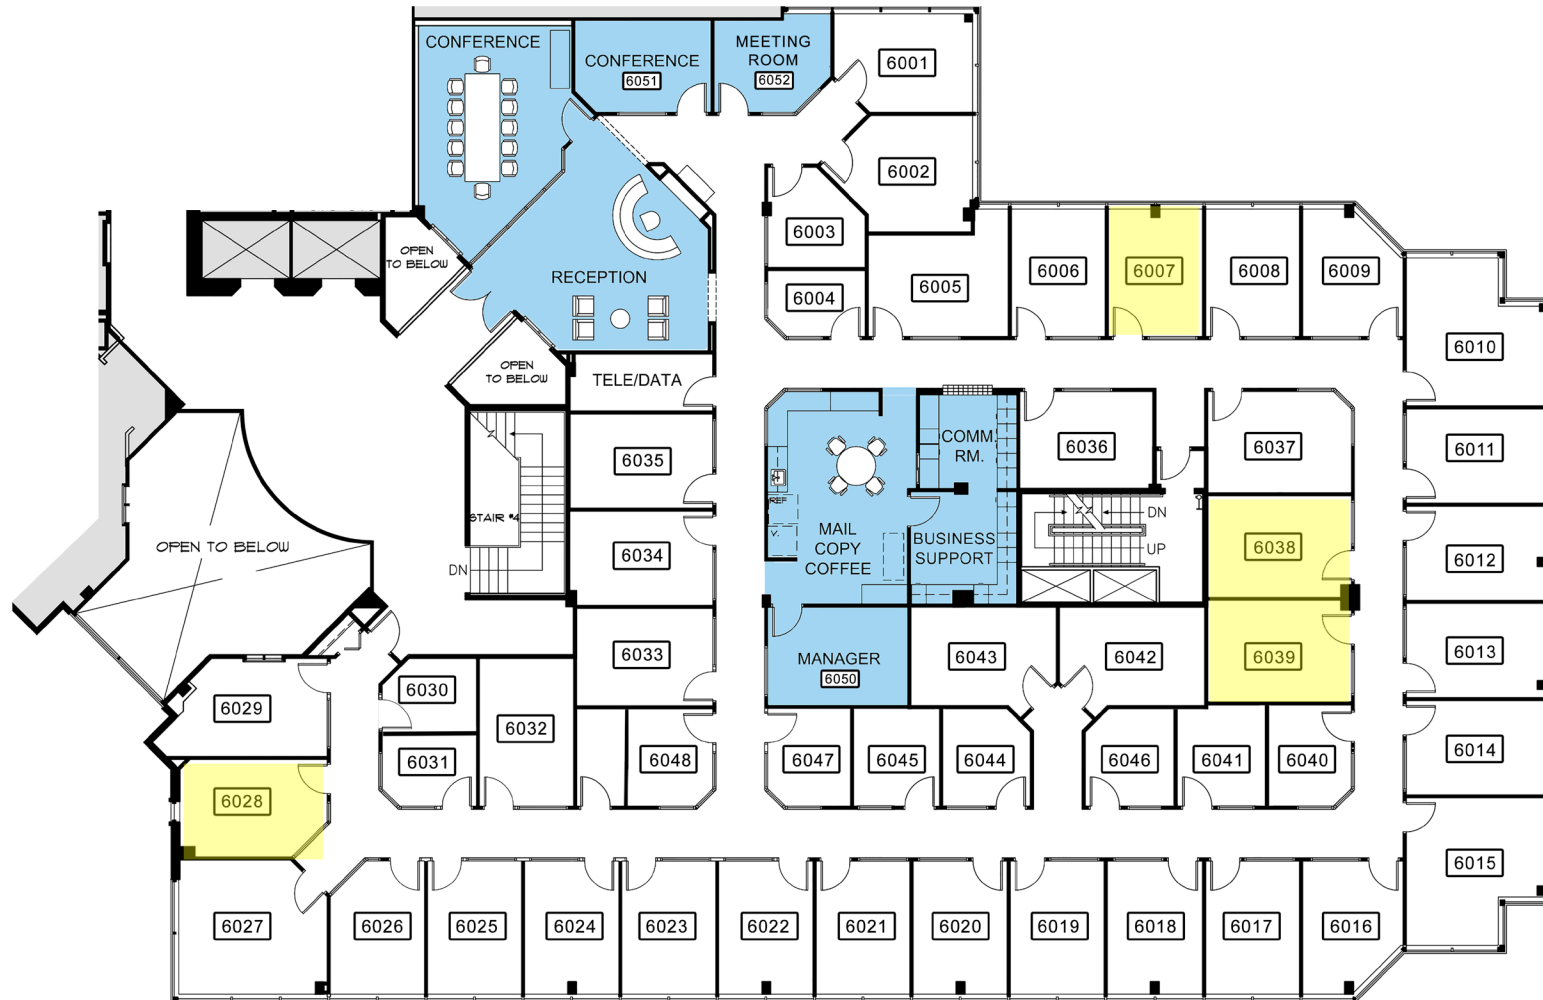 CONFERENCE
CONFERENCE
6051
MEETING
ROOM
6052
6001
6002
6003
6004
6005
6006
6007
6008
6009
6010
OPEN
TO BELOW
RECEPTION
OPEN
TO BELOW
TELE/DATA
6035
6034
6033
STAIR #4
DN
OPEN TO BELOW
COMM.
RM.
REF
V.
MAIL
COPY
COFFEE
BUSINESS
SUPPORT
6036
6037
DN
UP
6038
6039
6011
6012
6013
6014
6015
MANAGER
6050
6043
6042
6029
6030
6031
6032
6048
6047
6045
6044
6046
6041
6040
6028
6027
6026
6025
6024
6023
6022
6021
6020
6019
6018
6017
6016